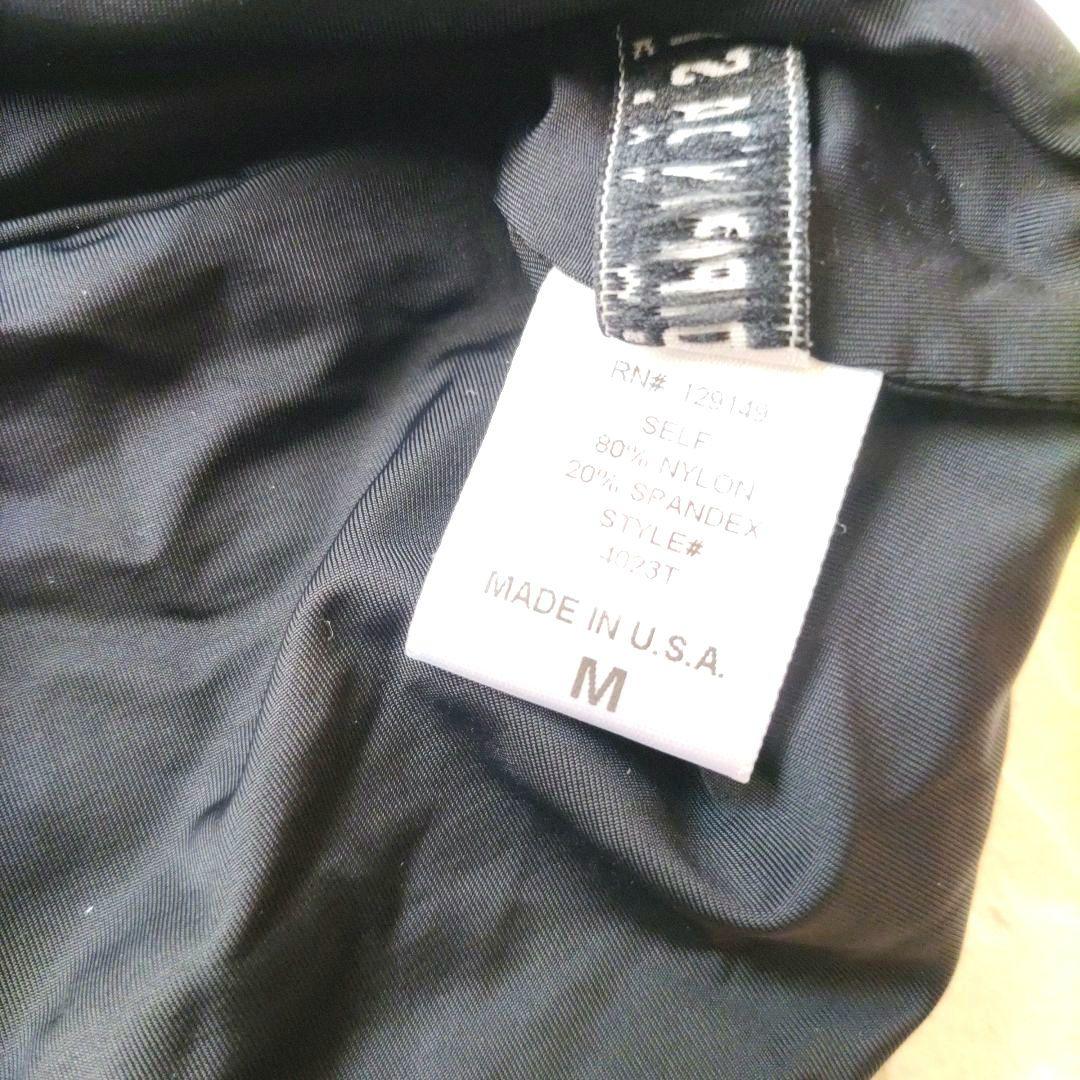 RN# 129149
SELF
80% NYLON
20% SPANDEX
STYLE#
4023T
MADE IN U.S.A.
M